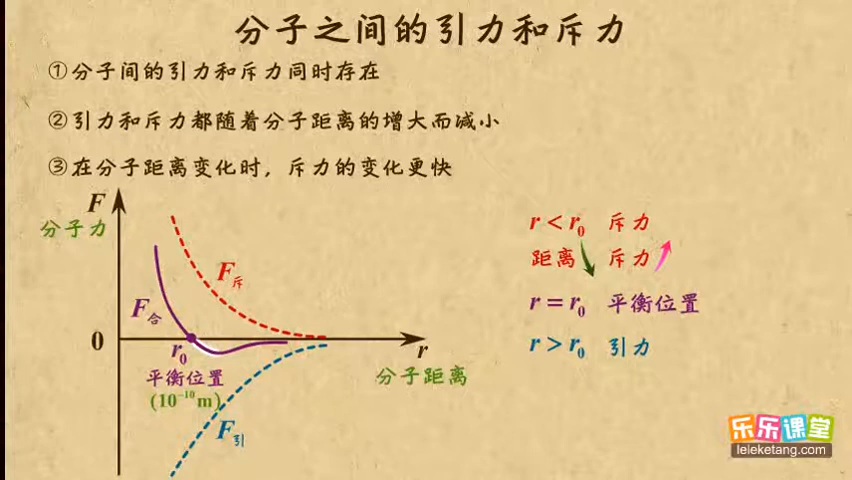 分子之间的引力和斥力
①分子间的引力和斥力同时存在
②引力和斥力都随着分子距离的增大而减小
③在分子距离变化时，斥力的变化更快
F
分子力
F斥
F合
0
r₀
r
平衡位置
(10⁻¹⁰m)
分子距离
F引
r < r₀ 斥力
距离 斥力
r = r₀ 平衡位置
r > r₀ 引力
乐乐课堂
leleketang.com